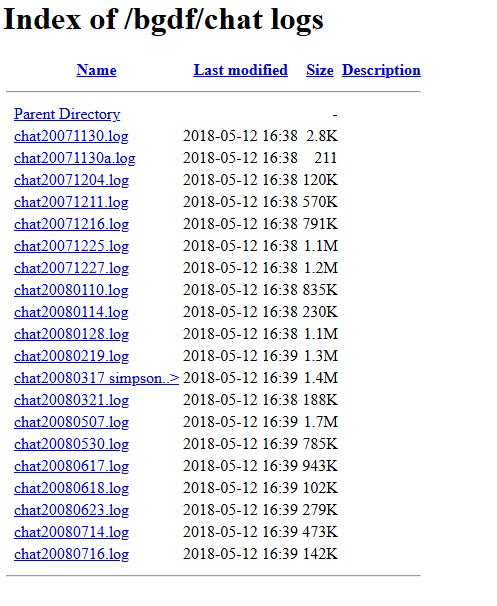 Index of /bgdf/chat logs
Name Last modified Size Description
Parent Directory -
chat20071130.log 2018-05-12 16:38 2.8K
chat20071130a.log 2018-05-12 16:38 211
chat20071204.log 2018-05-12 16:38 120K
chat20071211.log 2018-05-12 16:38 570K
chat20071216.log 2018-05-12 16:38 791K
chat20071225.log 2018-05-12 16:38 1.1M
chat20071227.log 2018-05-12 16:38 1.2M
chat20080110.log 2018-05-12 16:38 835K
chat20080114.log 2018-05-12 16:38 230K
chat20080128.log 2018-05-12 16:38 1.1M
chat20080219.log 2018-05-12 16:39 1.3M
chat20080317 simpson..> 2018-05-12 16:39 1.4M
chat20080321.log 2018-05-12 16:38 188K
chat20080507.log 2018-05-12 16:39 1.7M
chat20080530.log 2018-05-12 16:39 785K
chat20080617.log 2018-05-12 16:39 943K
chat20080618.log 2018-05-12 16:39 102K
chat20080623.log 2018-05-12 16:39 279K
chat20080714.log 2018-05-12 16:39 473K
chat20080716.log 2018-05-12 16:39 142K